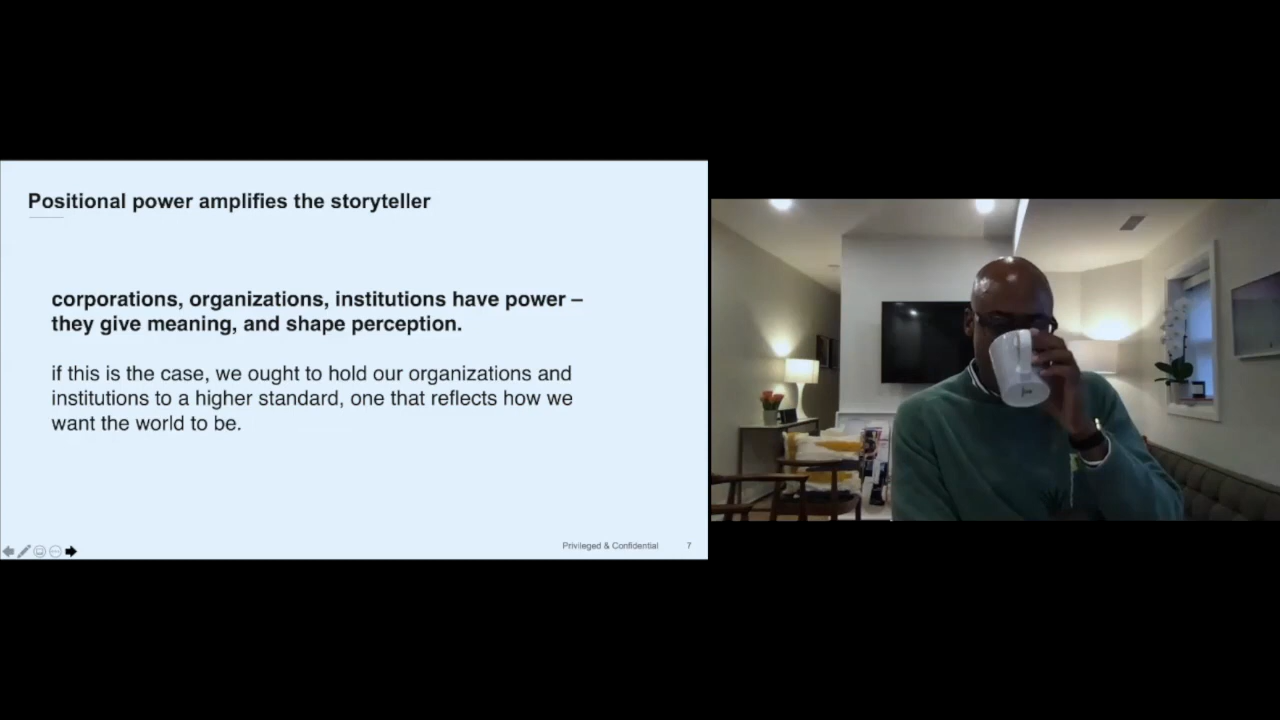 Positional power amplifies the storyteller
corporations, organizations, institutions have power –
they give meaning, and shape perception.
if this is the case, we ought to hold our organizations and
institutions to a higher standard, one that reflects how we
want the world to be.
Privileged & Confidential 7